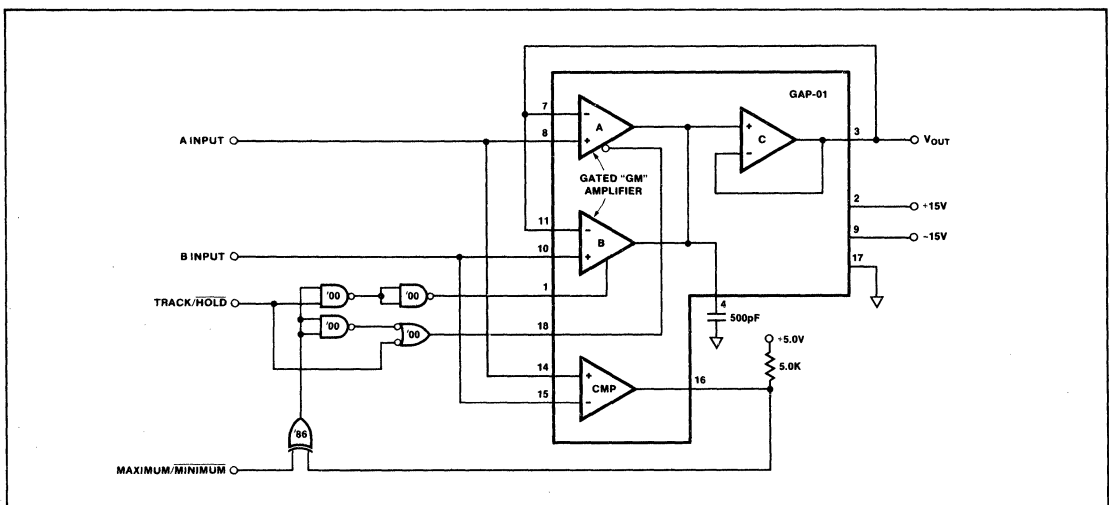 GAP-01
7
A
8
A INPUT
C
3
VOUT
GATED "GM"
AMPLIFIER
2
+15V
11
B
10
B INPUT
9
-15V
17
1
'00
'00
TRACK/HOLD
4
500pF
'00
'00
18
+5.0V
5.0K
14
15
CMP
16
'86
MAXIMUM/MINIMUM